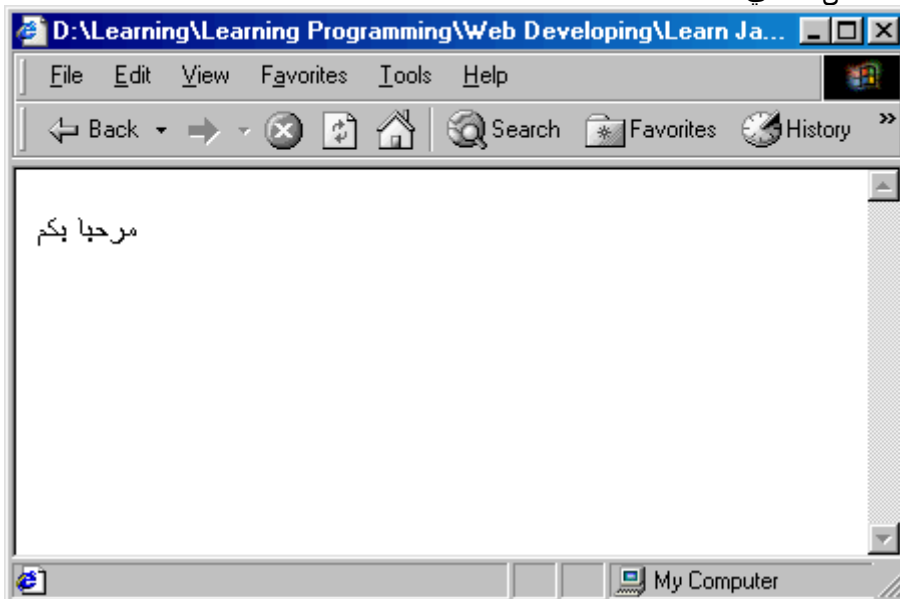 D:\Learning\Learning Programming\Web Developing\Learn Ja...
File Edit View Favorites Tools Help
Back Search Favorites History »
مرحبا بكم
My Computer